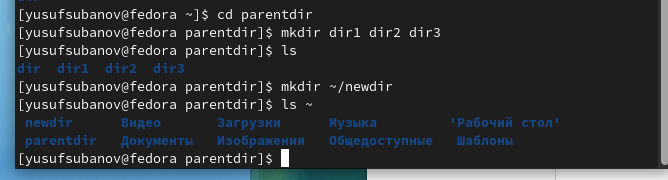 [yusufsubanov@fedora ~]$ cd parentdir
[yusufsubanov@fedora parentdir]$ mkdir dir1 dir2 dir3
[yusufsubanov@fedora parentdir]$ ls
dir dir1 dir2 dir3
[yusufsubanov@fedora parentdir]$ mkdir ~/newdir
[yusufsubanov@fedora parentdir]$ ls ~
newdir Видео Загрузки Музыка 'Рабочий стол'
parentdir Документы Изображения Общедоступные Шаблоны
[yusufsubanov@fedora parentdir]$